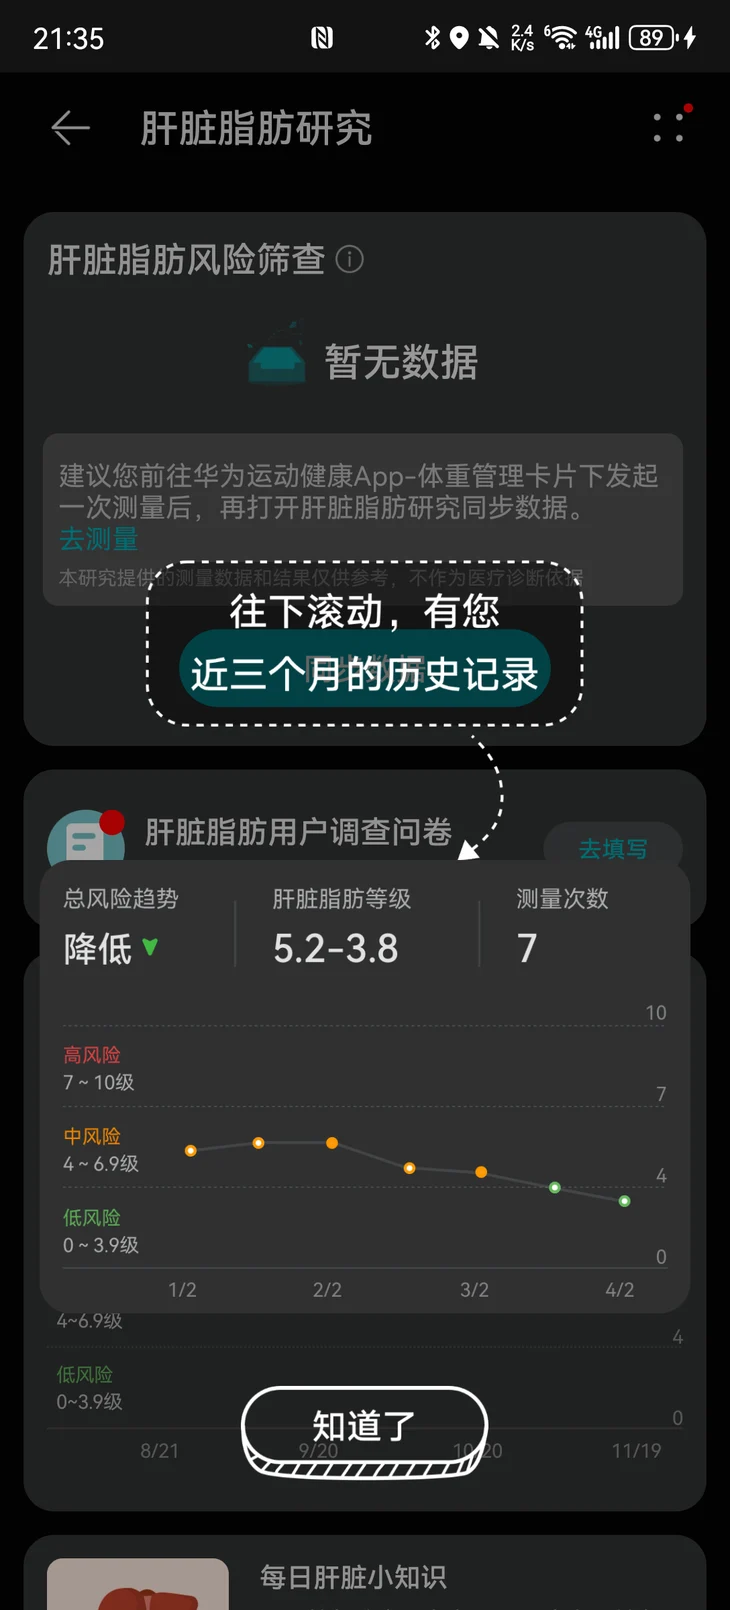 21:35
2.4
K/s
6
4G
89
肝脏脂肪研究
肝脏脂肪风险筛查
暂无数据
建议您前往华为运动健康App-体重管理卡片下发起
一次测量后，再打开肝脏脂肪研究同步数据。
去测量
本研究提供的测量数据和结果仅供参考，不作为医疗诊断依据
往下滚动，有您
同步数据
近三个月的历史记录
肝脏脂肪用户调查问卷
去填写
总风险趋势
肝脏脂肪等级
测量次数
降低
5.2-3.8
7
10
高风险
7 ~ 10级
7
中风险
4 ~ 6.9级
4
低风险
0 ~ 3.9级
0
1/2
2/2
3/2
4/2
4~6.9级
4
低风险
0~3.9级
0
知道了
8/21
9/20
10/20
11/19
每日肝脏小知识